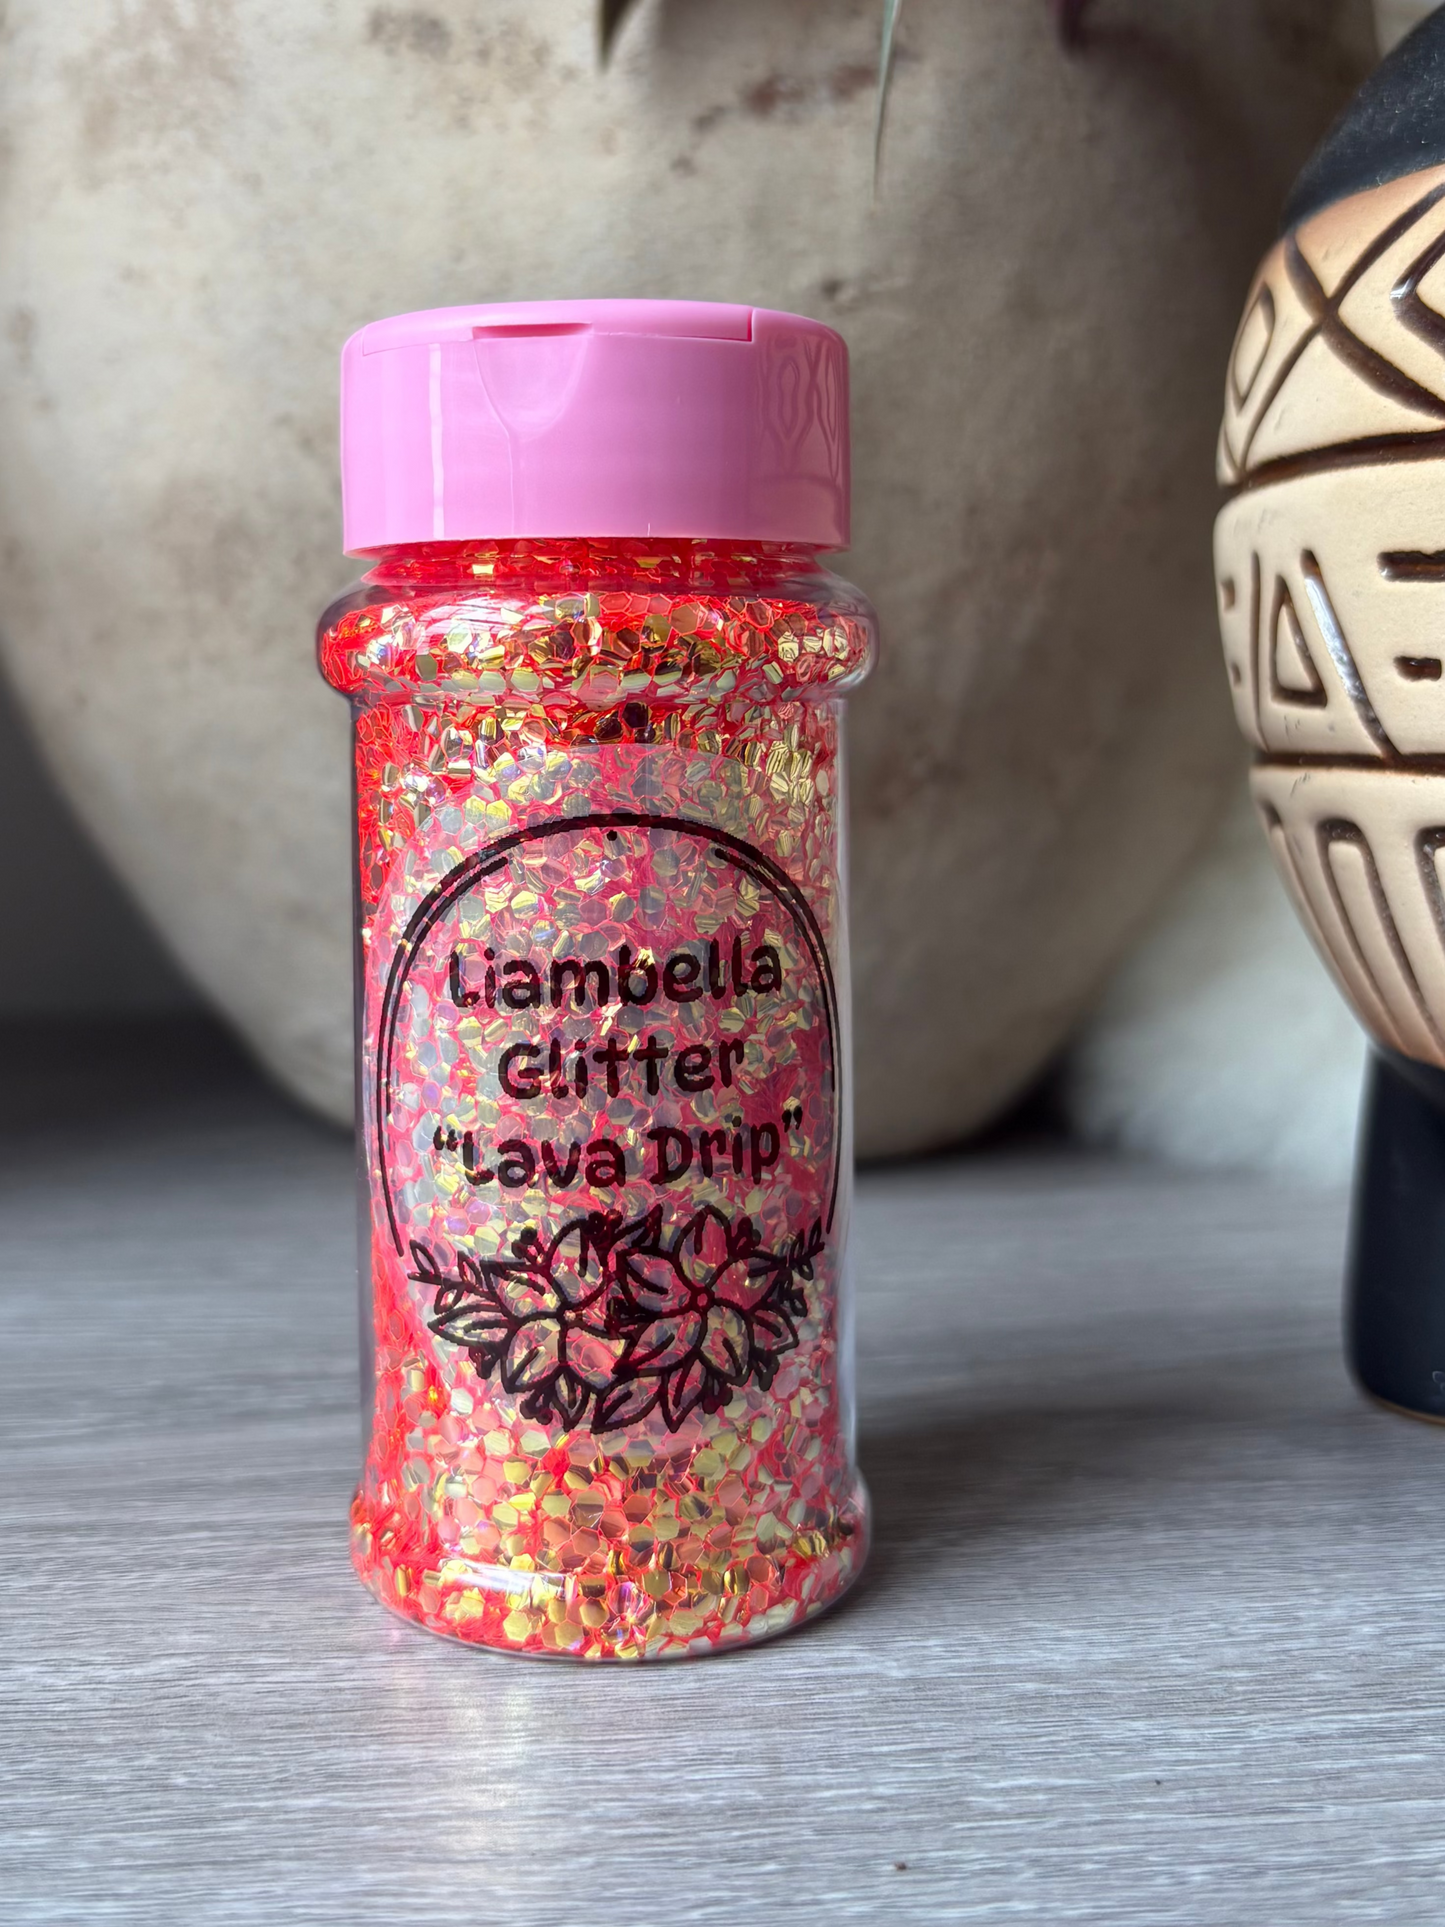 Liambella
Glitter
“Lava Drip”